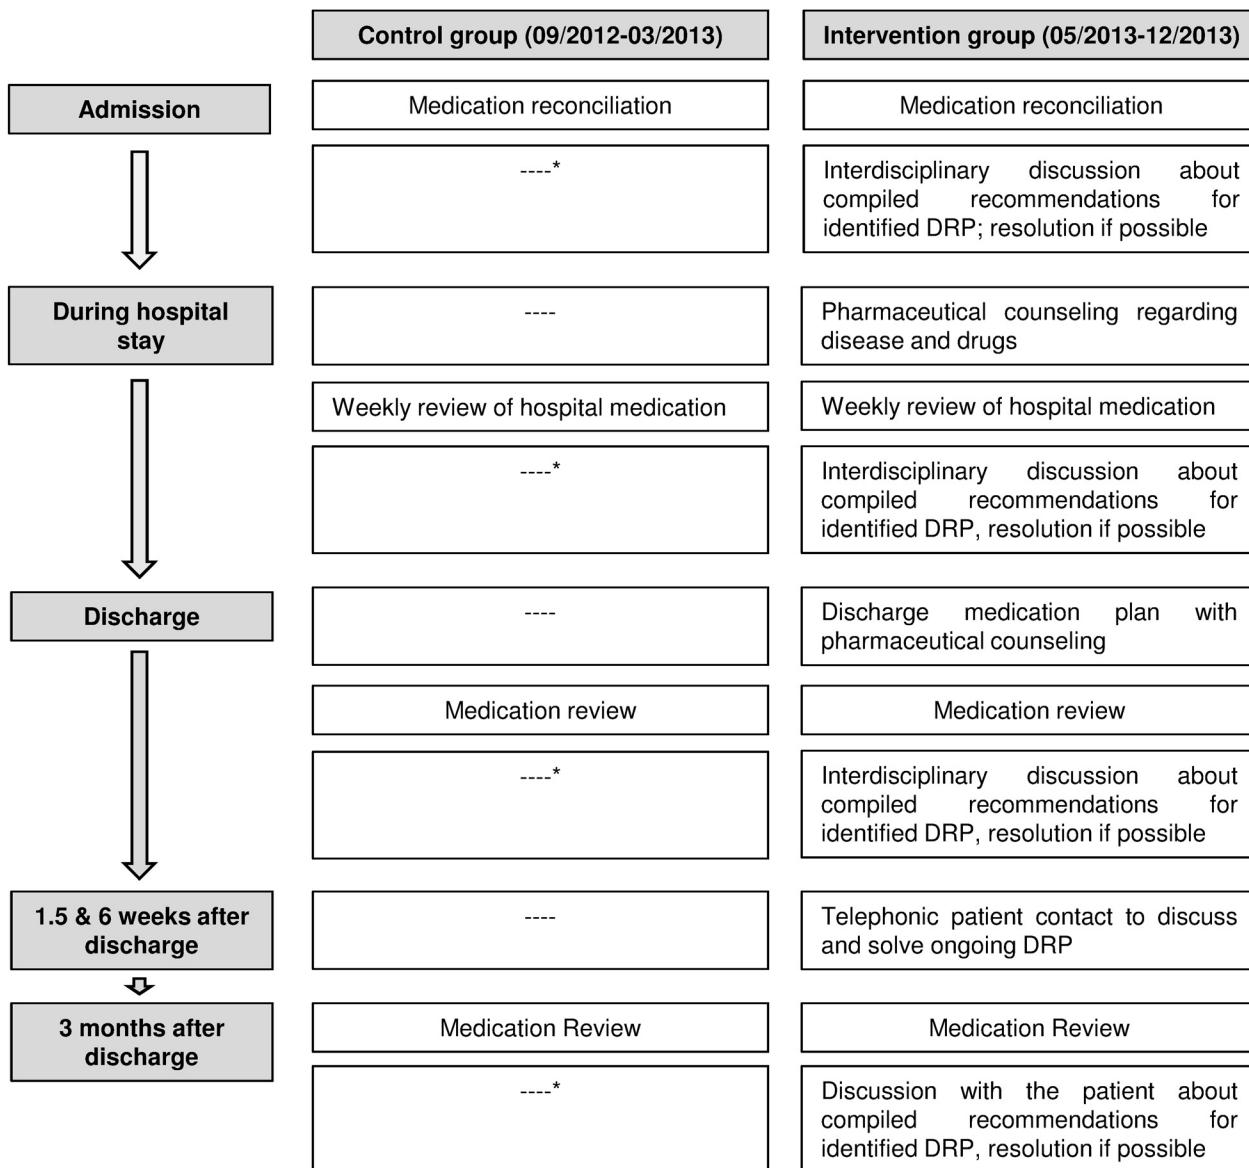 Control group (09/2012-03/2013)
Intervention group (05/2013-12/2013)
Admission
Medication reconciliation
Medication reconciliation
----*
Interdisciplinary discussion about
compiled recommendations for
identified DRP; resolution if possible
During hospital
stay
----
Pharmaceutical counseling regarding
disease and drugs
Weekly review of hospital medication
Weekly review of hospital medication
----*
Interdisciplinary discussion about
compiled recommendations for
identified DRP, resolution if possible
Discharge
----
Discharge medication plan with
pharmaceutical counseling
Medication review
Medication review
----*
Interdisciplinary discussion about
compiled recommendations for
identified DRP, resolution if possible
1.5 & 6 weeks after
discharge
----
Telephonic patient contact to discuss
and solve ongoing DRP
3 months after
discharge
Medication Review
Medication Review
----*
Discussion with the patient about
compiled recommendations for
identified DRP, resolution if possible